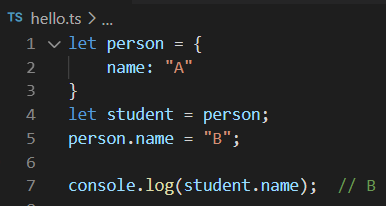 TS hello.ts > ...
1 let person = {
2     name: "A"
3 }
4 let student = person;
5 person.name = "B";
6
7 console.log(student.name);  // B
8